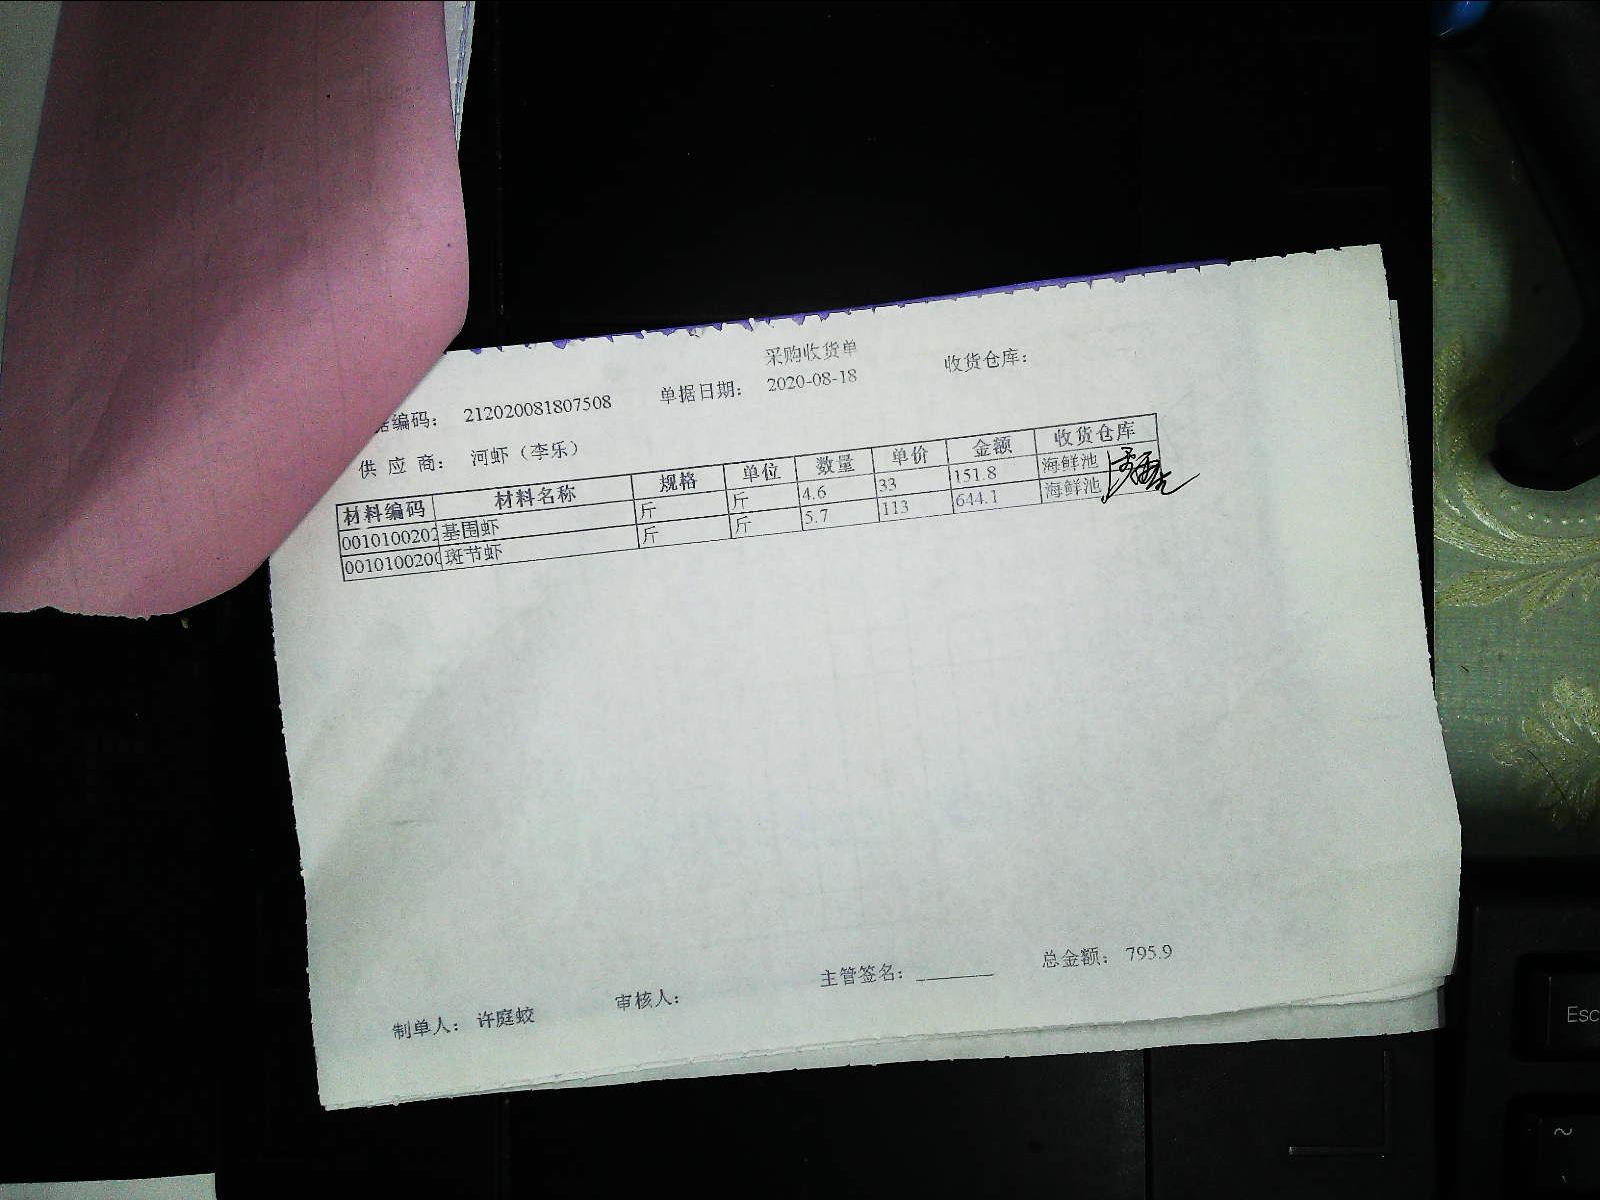 采购收货单
据编码： 212020081807508 单据日期： 2020-08-18 收货仓库：
供 应 商： 河虾（李乐）
材料编码 材料名称 规格 单位 数量 单价 金额 收货仓库
0010100202 基围虾 斤 斤 4.6 33 151.8 海鲜池
001010020 斑节虾 斤 斤 5.7 113 644.1 海鲜池
制单人： 许庭蛟 审核人： 主管签名： ________ 总金额： 795.9
Esc
~